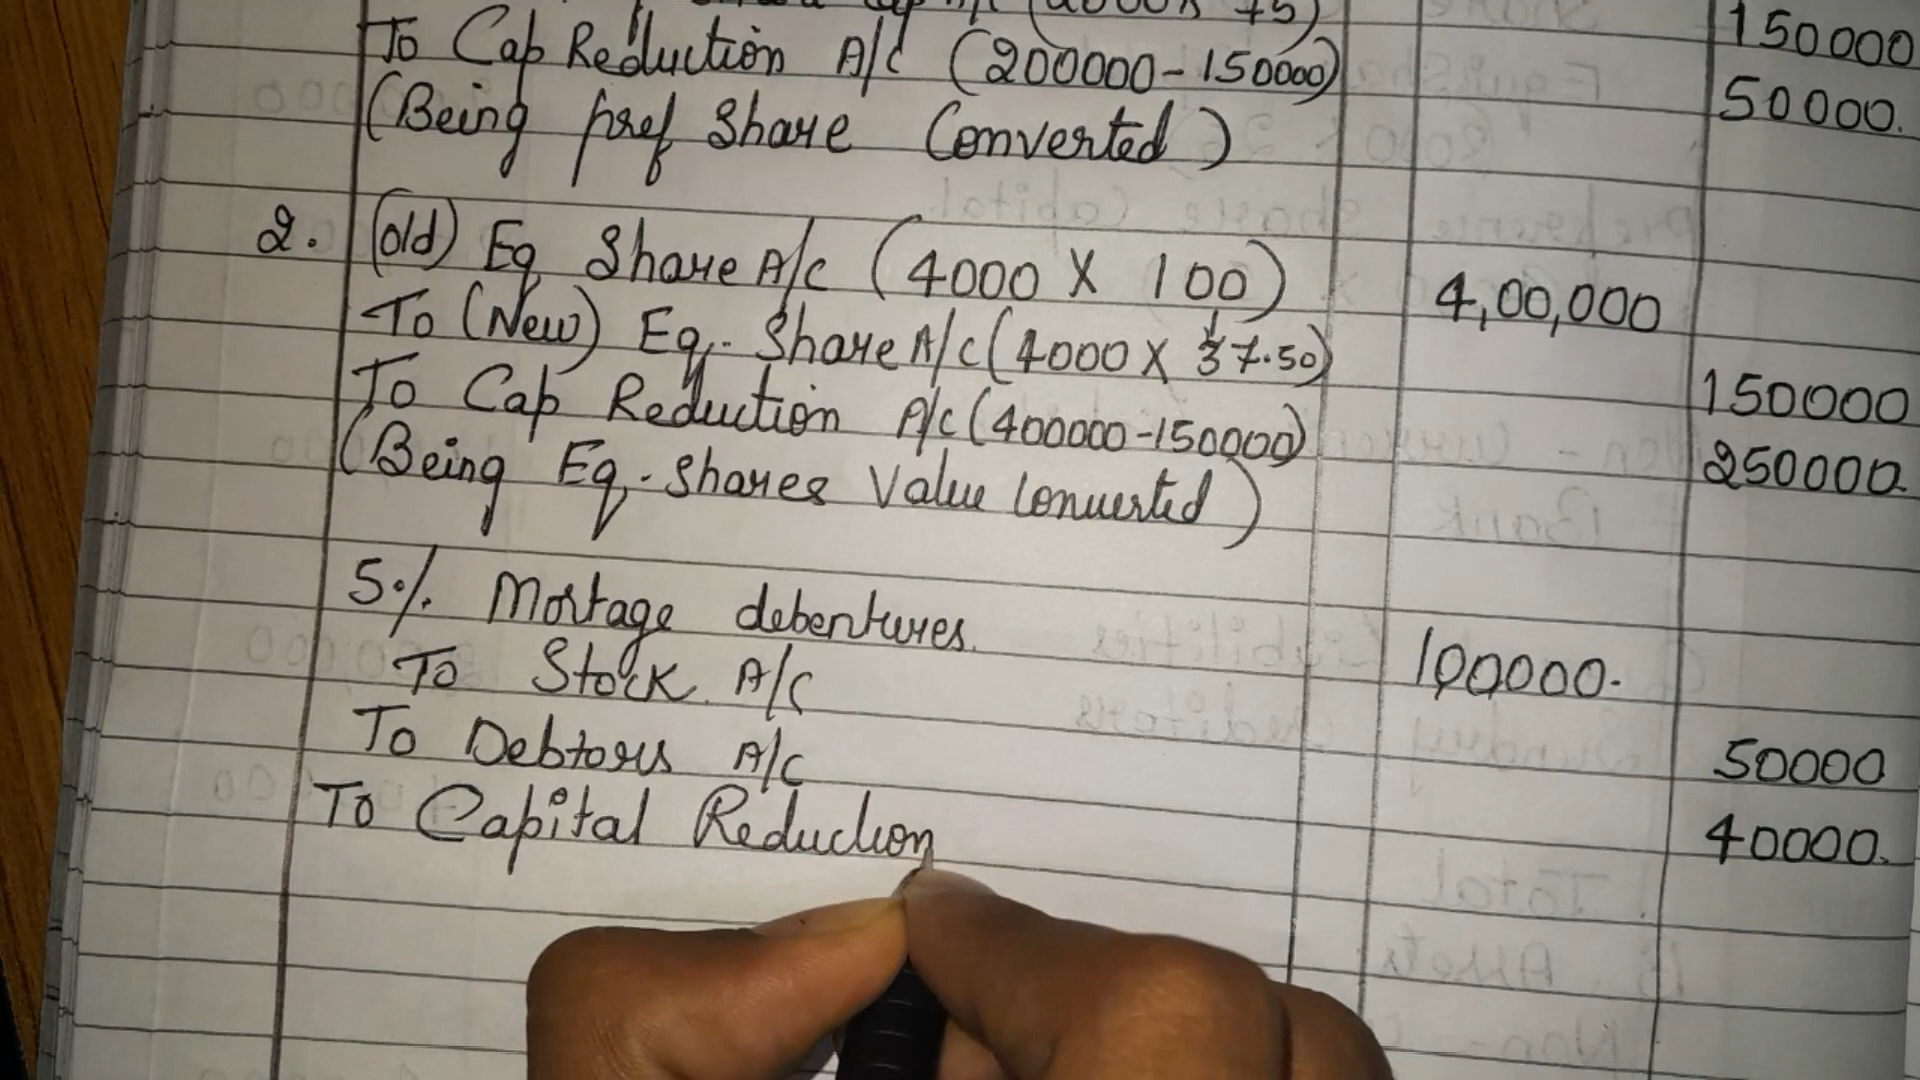 75)
150000
To Cap Reduction A/c (200000-150000)
50000.
(Being pref Share Converted)
2. (old) Eq Share A/c (4000 X 100)
4,00,000
To (New) Eq. Share A/c (4000 X 37.50)
150000
To Cap Reduction A/c (400000-150000)
250000.
(Being Eq. Shares Value Converted)
5% Mortage debentures.
100000.
To Stock A/c
50000
To Debtors A/c
40000.
To Capital Reduction